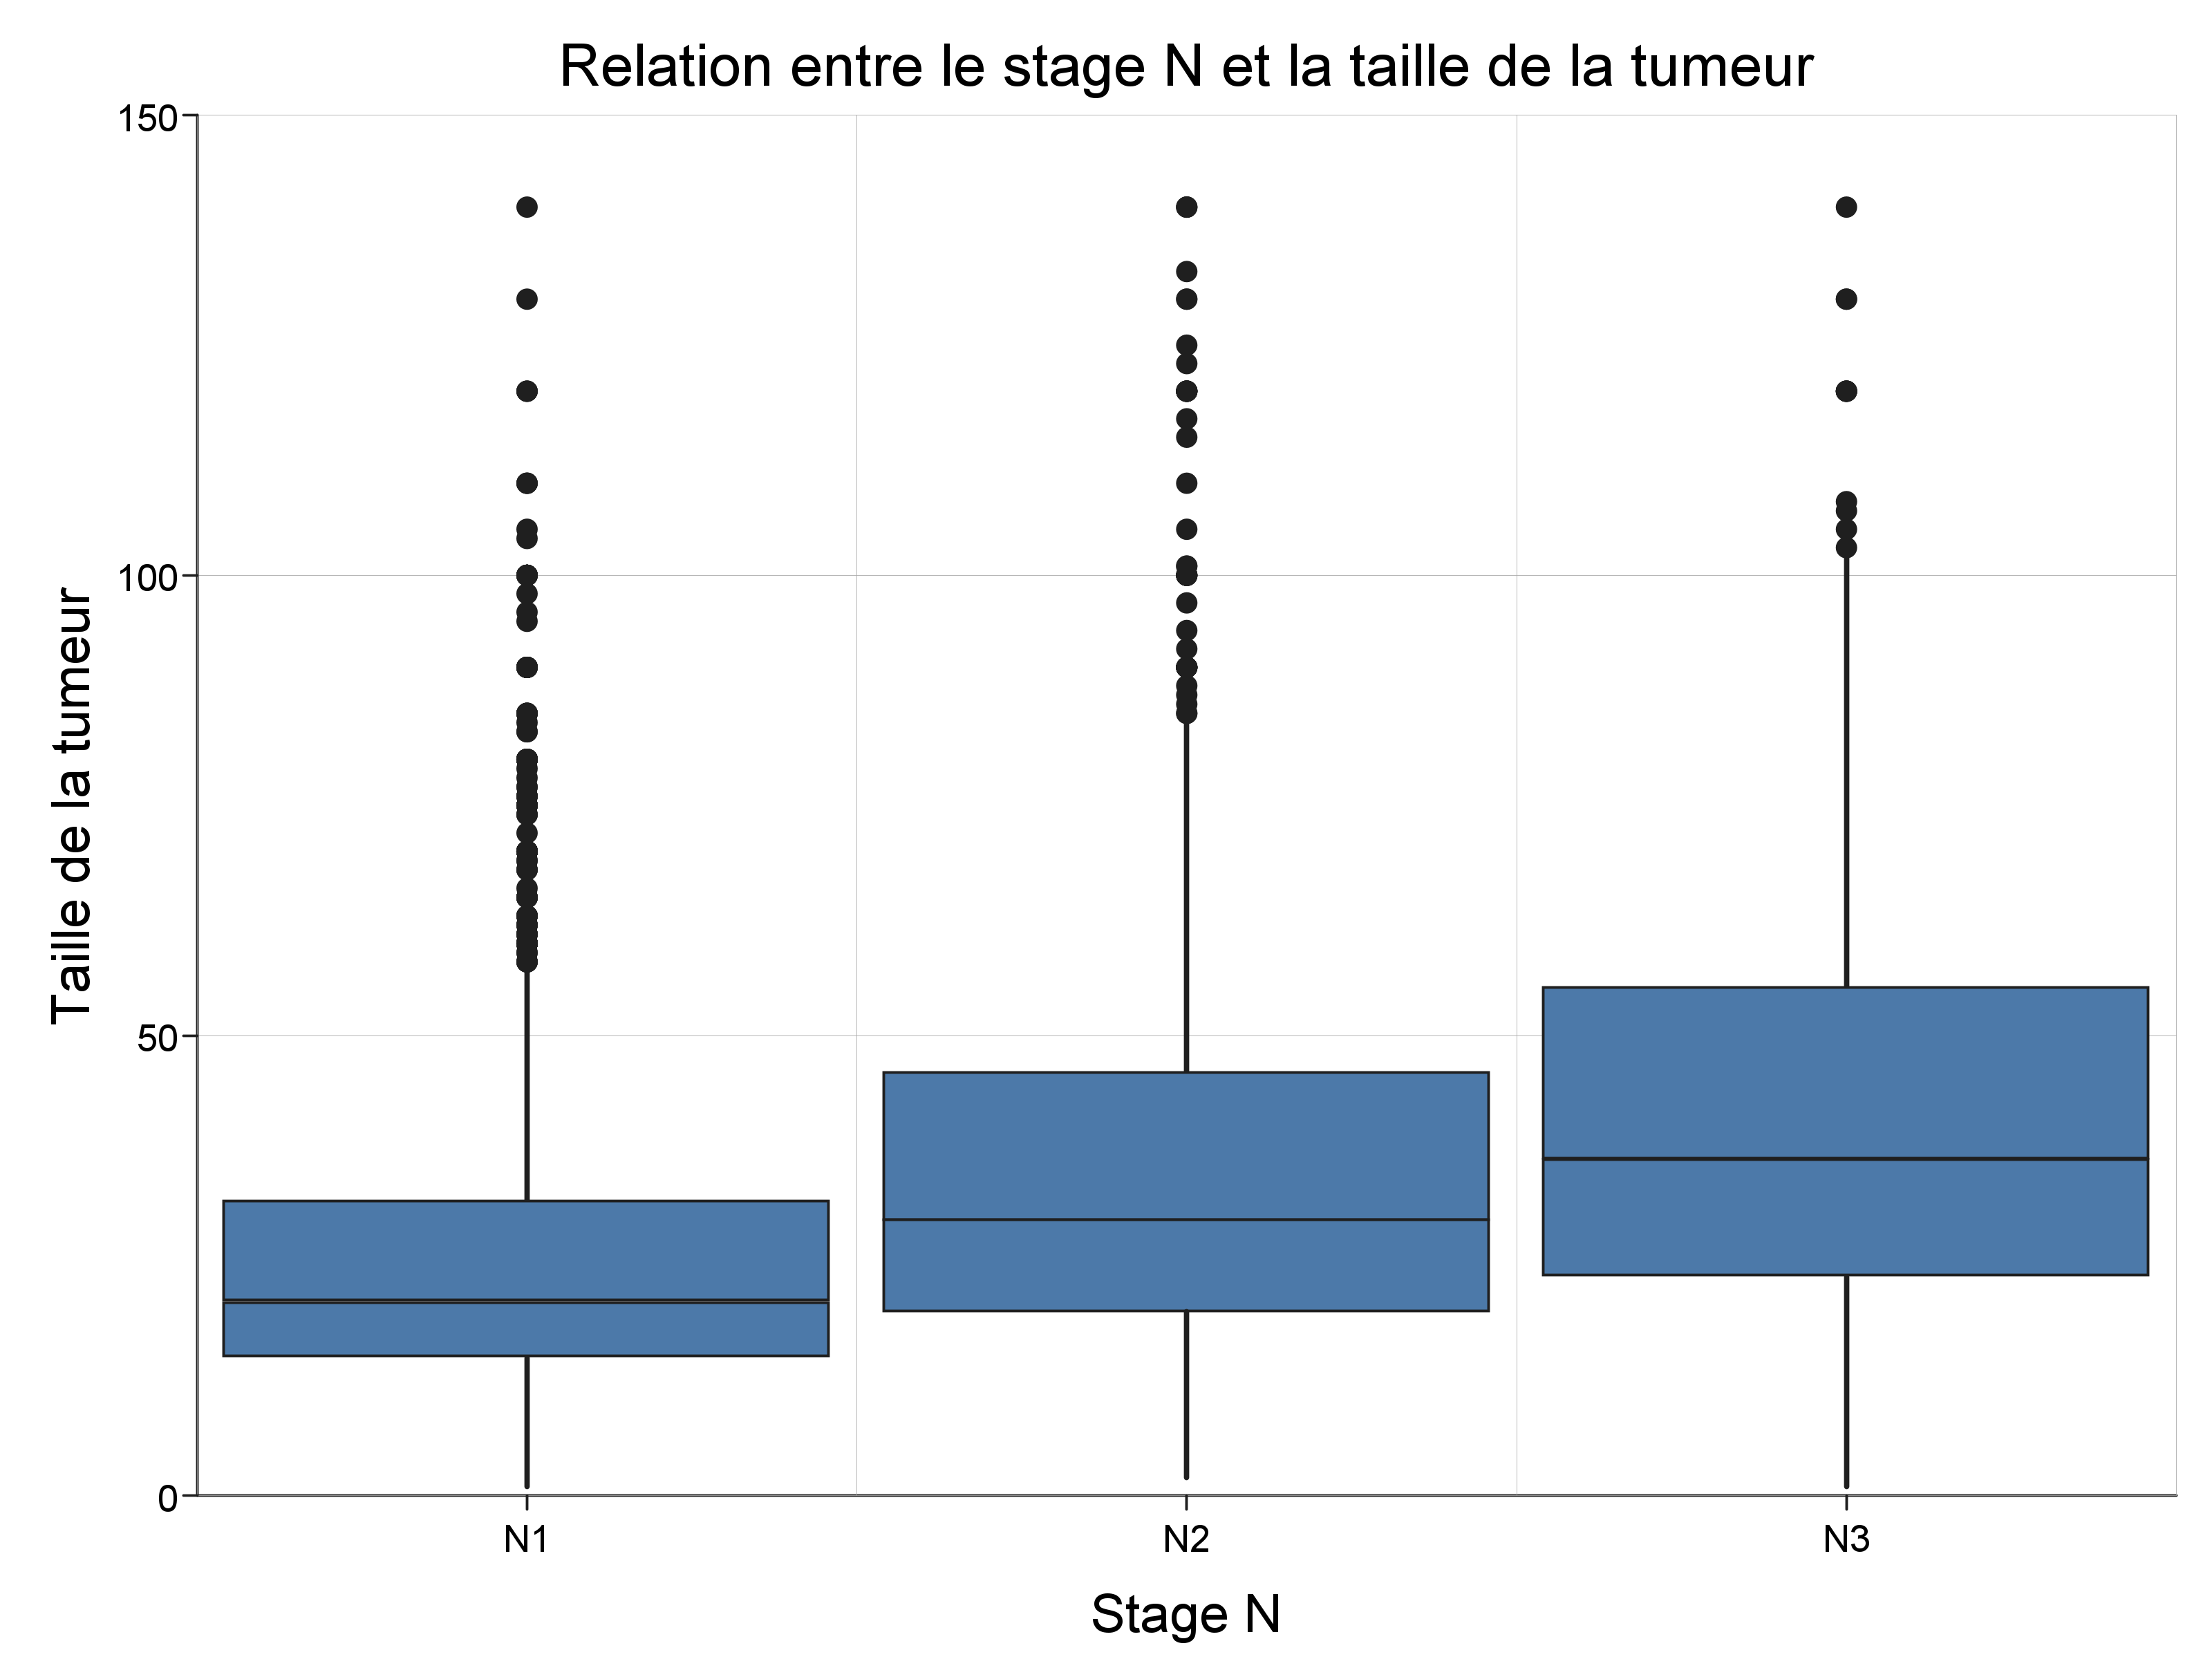 Relation entre le stage N et la taille de la tumeur
150
100
50
0
Taille de la tumeur
N1
N2
N3
Stage N